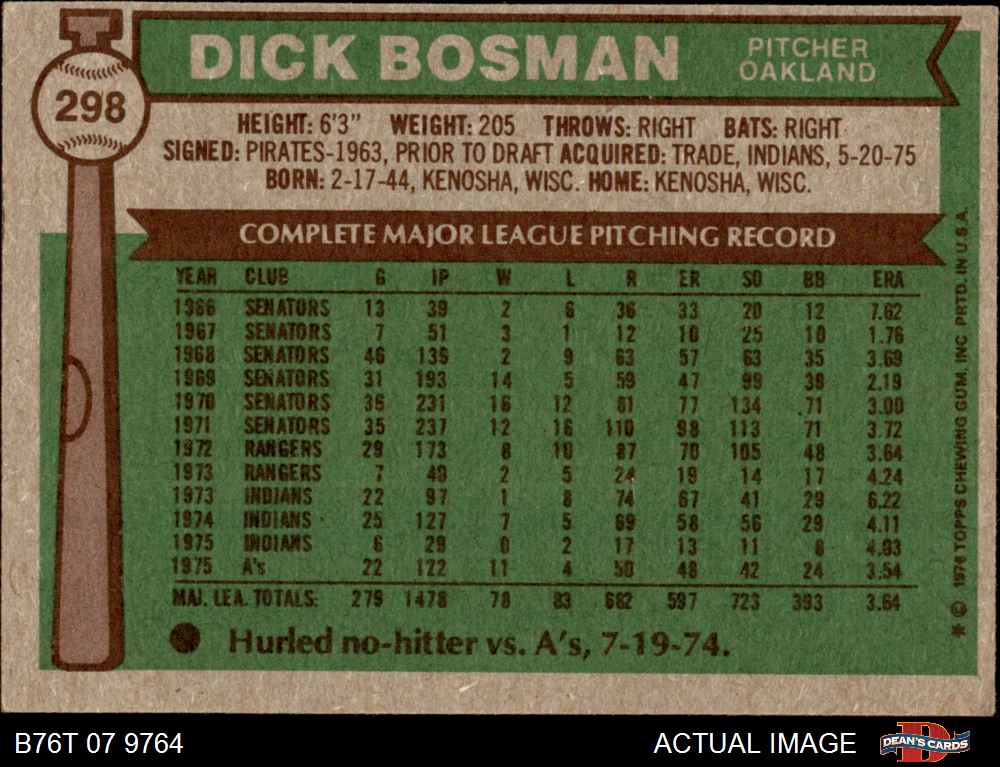 298
DICK BOSMAN
PITCHER
OAKLAND
HEIGHT: 6'3" WEIGHT: 205 THROWS: RIGHT BATS: RIGHT
SIGNED: PIRATES-1963, PRIOR TO DRAFT ACQUIRED: TRADE, INDIANS, 5-20-75
BORN: 2-17-44, KENOSHA, WISC. HOME: KENOSHA, WISC.
COMPLETE MAJOR LEAGUE PITCHING RECORD
YEAR CLUB G IP W L R ER SO BB ERA
1966 SENATORS 13 39 2 6 36 33 20 12 7.62
1967 SENATORS 7 51 3 1 12 10 25 10 1.76
1968 SENATORS 46 139 2 9 63 57 63 35 3.69
1969 SENATORS 31 193 14 5 59 47 99 39 2.19
1970 SENATORS 36 231 16 12 81 77 134 71 3.00
1971 SENATORS 35 237 12 16 110 98 113 71 3.72
1972 RANGERS 29 173 8 10 87 70 105 48 3.64
1973 RANGERS 7 40 2 5 24 19 14 17 4.24
1973 INDIANS 22 97 1 8 74 67 41 29 6.22
1974 INDIANS 25 127 7 5 69 58 56 29 4.11
1975 INDIANS 6 29 0 2 17 13 11 8 4.03
1975 A's 22 122 11 4 50 48 42 24 3.54
MAJ. LEA. TOTALS: 279 1478 78 83 682 597 723 393 3.64
Hurled no-hitter vs. A's, 7-19-74.
* © 1976 TOPPS CHEWING GUM, INC. PRTD. IN U.S.A.
B76T 07 9764
ACTUAL IMAGE
DEAN'S CARDS